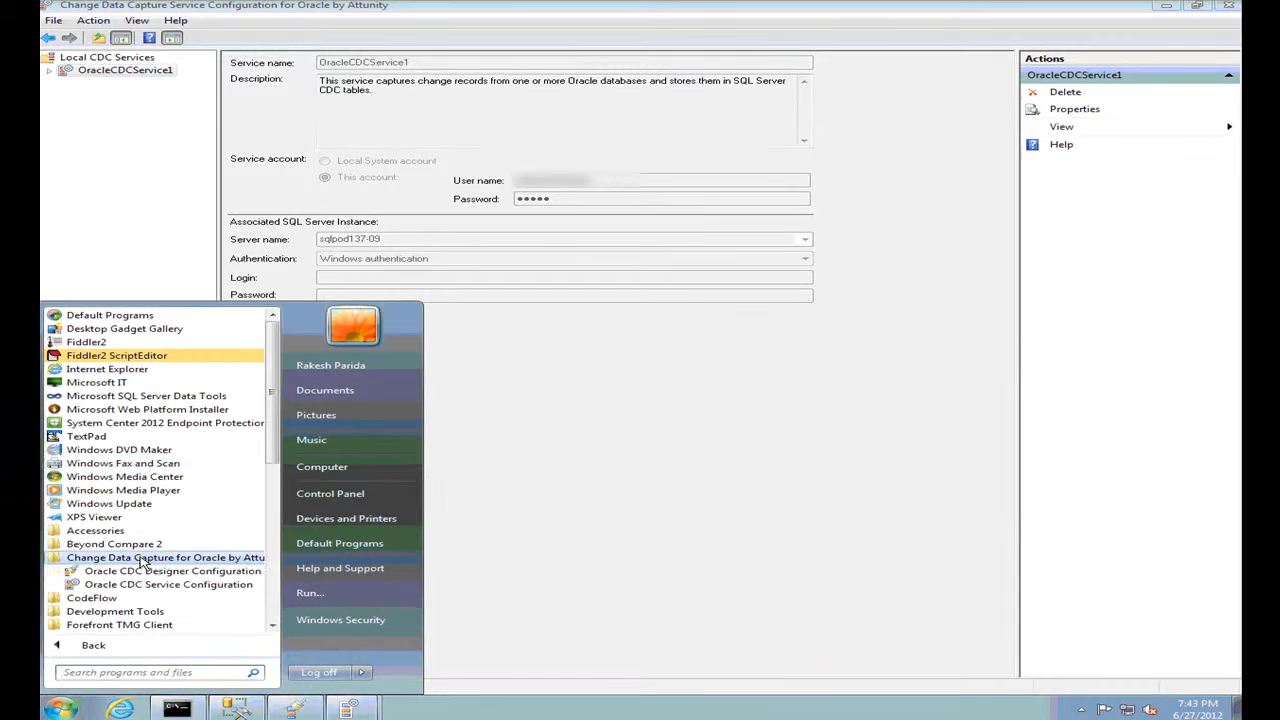 Change Data Capture Service Configuration for Oracle by Attunity
File Action View Help
Local CDC Services
OracleCDCService1
Service name: OracleCDCService1
Description: This service captures change records from one or more Oracle databases and stores them in SQL Server
CDC tables.
Service account: Local System account
This account:
User name:
Password: •••••
Associated SQL Server Instance:
Server name: sqlpod137-09
Authentication: Windows authentication
Login:
Password:
Actions
OracleCDCService1
Delete
Properties
View
Help
Default Programs
Desktop Gadget Gallery
Fiddler2
Fiddler2 ScriptEditor
Internet Explorer
Microsoft IT
Microsoft SQL Server Data Tools
Microsoft Web Platform Installer
System Center 2012 Endpoint Protection
TextPad
Windows DVD Maker
Windows Fax and Scan
Windows Media Center
Windows Media Player
Windows Update
XPS Viewer
Accessories
Beyond Compare 2
Change Data Capture for Oracle by Attu
Oracle CDC Designer Configuration
Oracle CDC Service Configuration
CodeFlow
Development Tools
Forefront TMG Client
Back
Search programs and files
Rakesh Parida
Documents
Pictures
Music
Computer
Control Panel
Devices and Printers
Default Programs
Help and Support
Run...
Windows Security
Log off
7:43 PM
6/27/2012